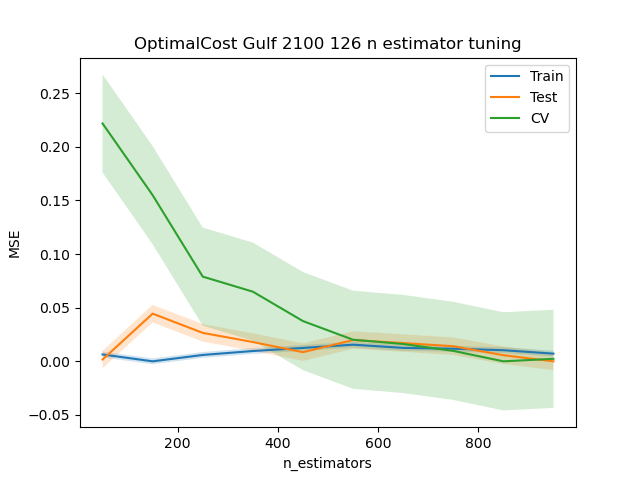 OptimalCost Gulf 2100 126 n estimator tuning
Train
Test
CV
MSE
0.25
0.20
0.15
0.10
0.05
0.00
−0.05
200 400 600 800
n_estimators